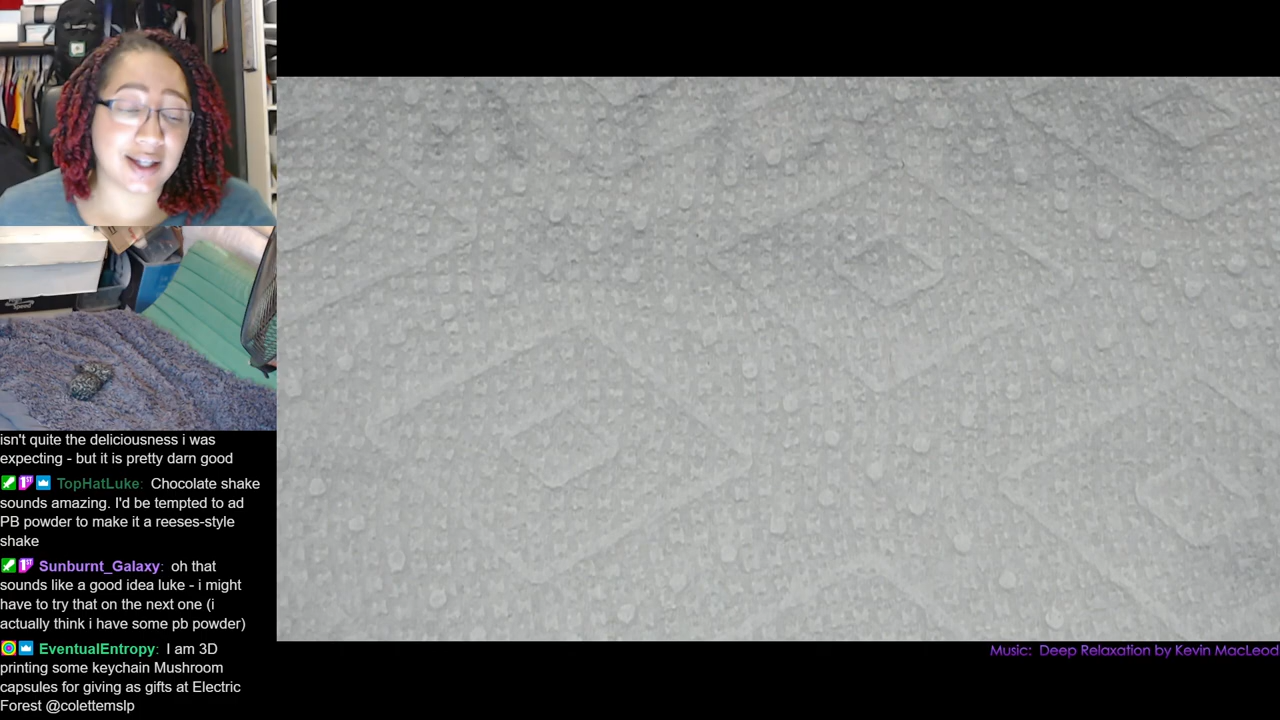 isn't quite the deliciousness i was
expecting - but it is pretty darn good
TopHatLuke: Chocolate shake
sounds amazing. I'd be tempted to ad
PB powder to make it a reeses-style
shake
Sunburnt_Galaxy: oh that
sounds like a good idea luke - i might
have to try that on the next one (i
actually think i have some pb powder)
EventualEntropy: I am 3D
printing some keychain Mushroom
capsules for giving as gifts at Electric
Forest @colettemslp
Music: Deep Relaxation by Kevin MacLeod